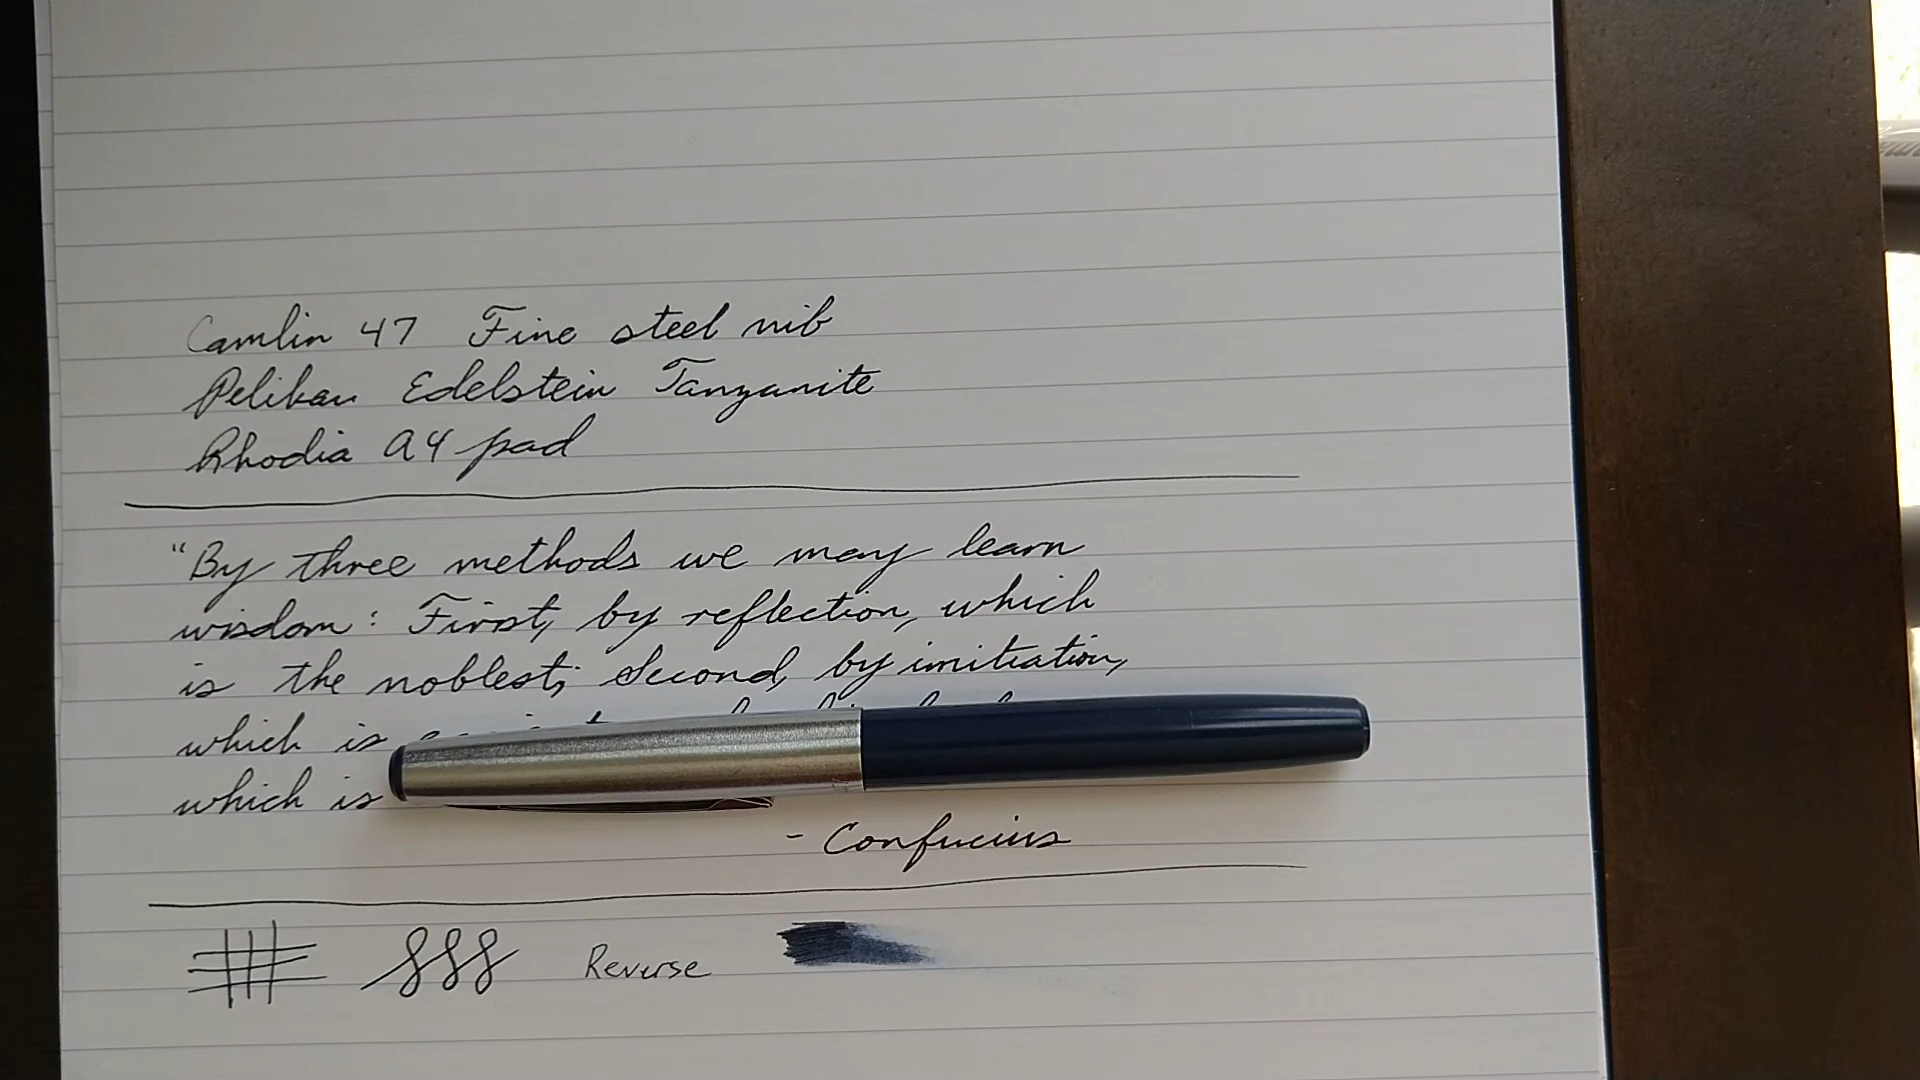 Camlin 47 Fine steel nib
Pelikan Edelstein Tanzanite
Rhodia A4 pad
"By three methods we may learn
wisdom: First, by reflection, which
is the noblest; Second, by imitation,
which is
which is
- Confucius
Reverse